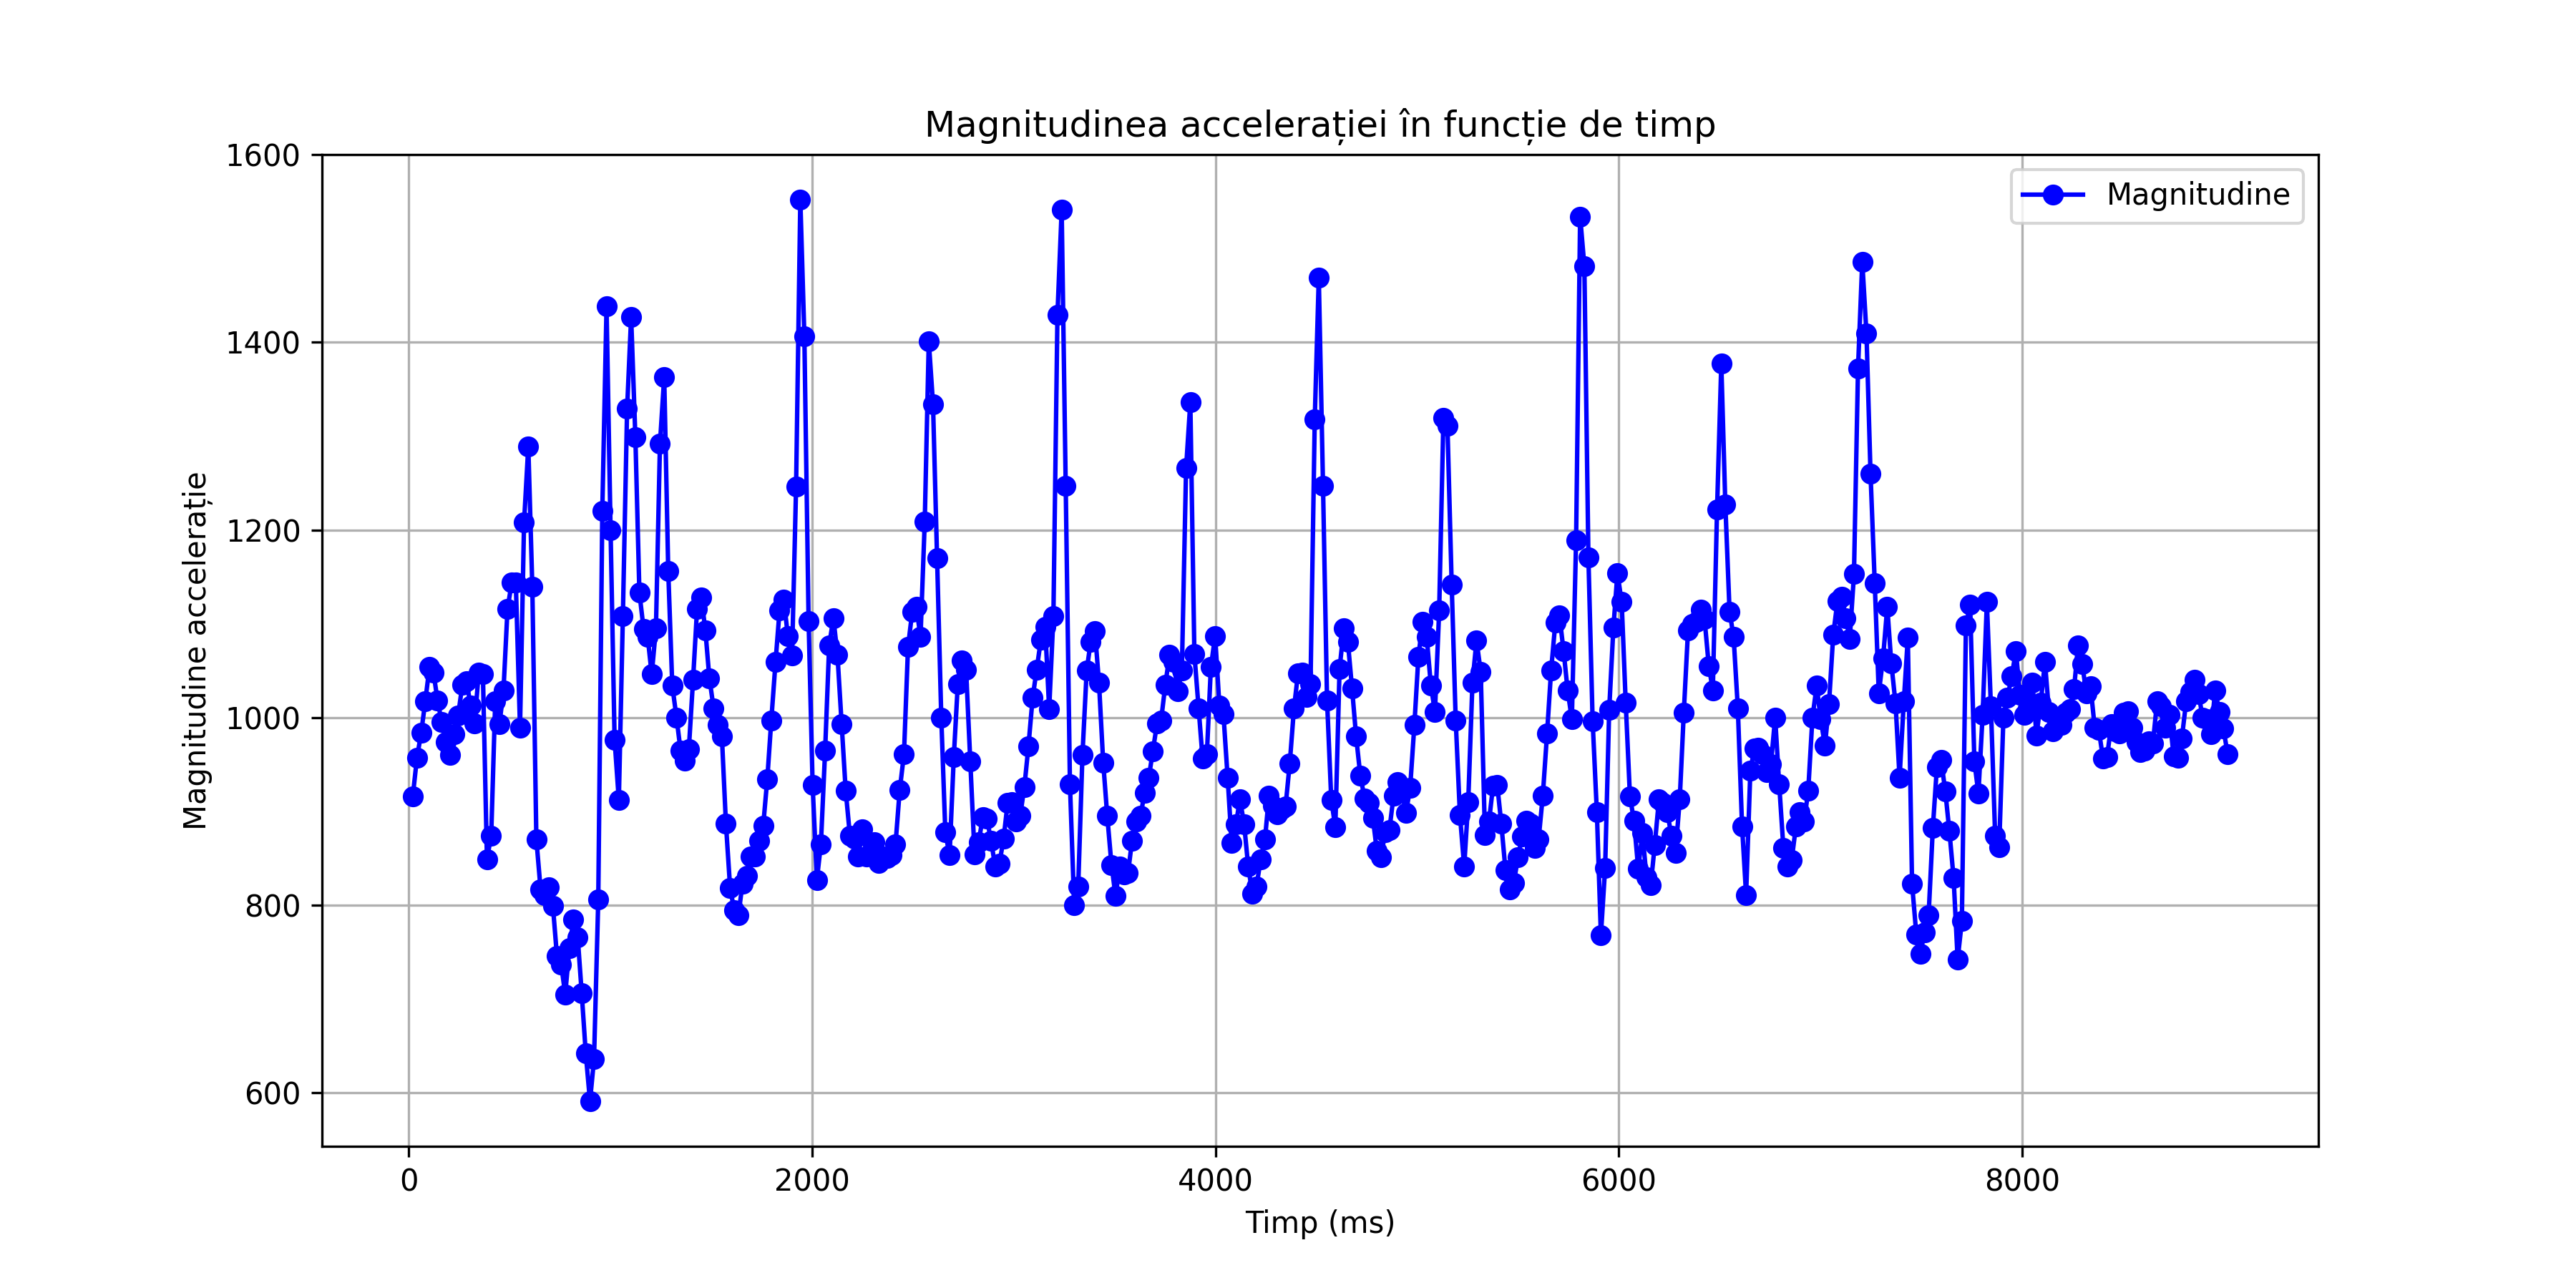 Magnitudinea accelerației în funcție de timp
1600
1400
1200
1000
800
600
Magnitudine accelerație
Magnitudine
0 2000 4000 6000 8000
Timp (ms)